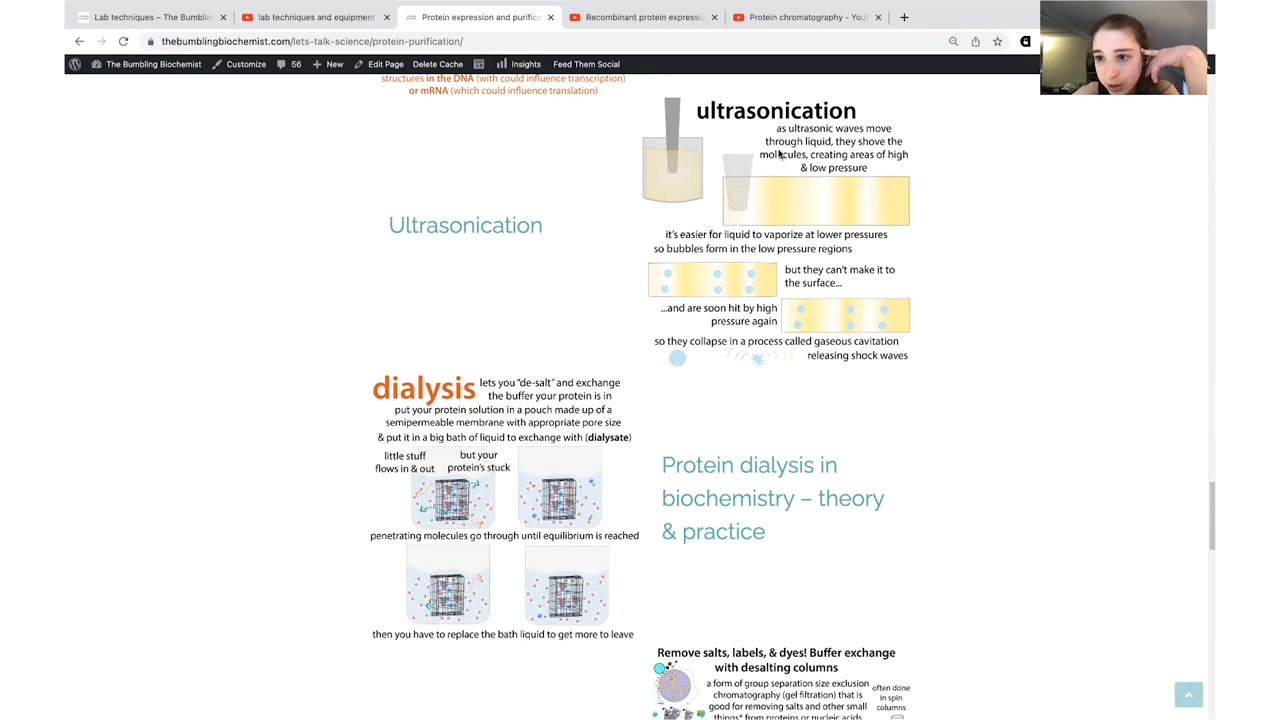 Lab techniques – The Bumblin
lab techniques and equipment
Protein expression and purifica
Recombinant protein expressio
Protein chromatography - You
thebumblingbiochemist.com/lets-talk-science/protein-purification/
The Bumbling Biochemist
Customize
56
New
Edit Page
Delete Cache
Insights
Feed Them Social
structures in the DNA (with could influence transcription)
or mRNA (which could influence translation)
ultrasonication
as ultrasonic waves move
through liquid, they shove the
molecules, creating areas of high
& low pressure
Ultrasonication
it's easier for liquid to vaporize at lower pressures
so bubbles form in the low pressure regions
but they can't make it to
the surface...
...and are soon hit by high
pressure again
so they collapse in a process called gaseous cavitation
releasing shock waves
dialysis lets you "de-salt" and exchange
the buffer your protein is in
put your protein solution in a pouch made up of a
semipermeable membrane with appropriate pore size
& put it in a big bath of liquid to exchange with (dialysate)
little stuff
flows in & out
but your
protein's stuck
penetrating molecules go through until equilibrium is reached
then you have to replace the bath liquid to get more to leave
Protein dialysis in
biochemistry – theory
& practice
Remove salts, labels, & dyes! Buffer exchange
with desalting columns
a form of group separation size exclusion
chromatography (gel filtration) that is
good for removing salts and other small
things* from proteins or nucleic acids
often done
in spin
columns